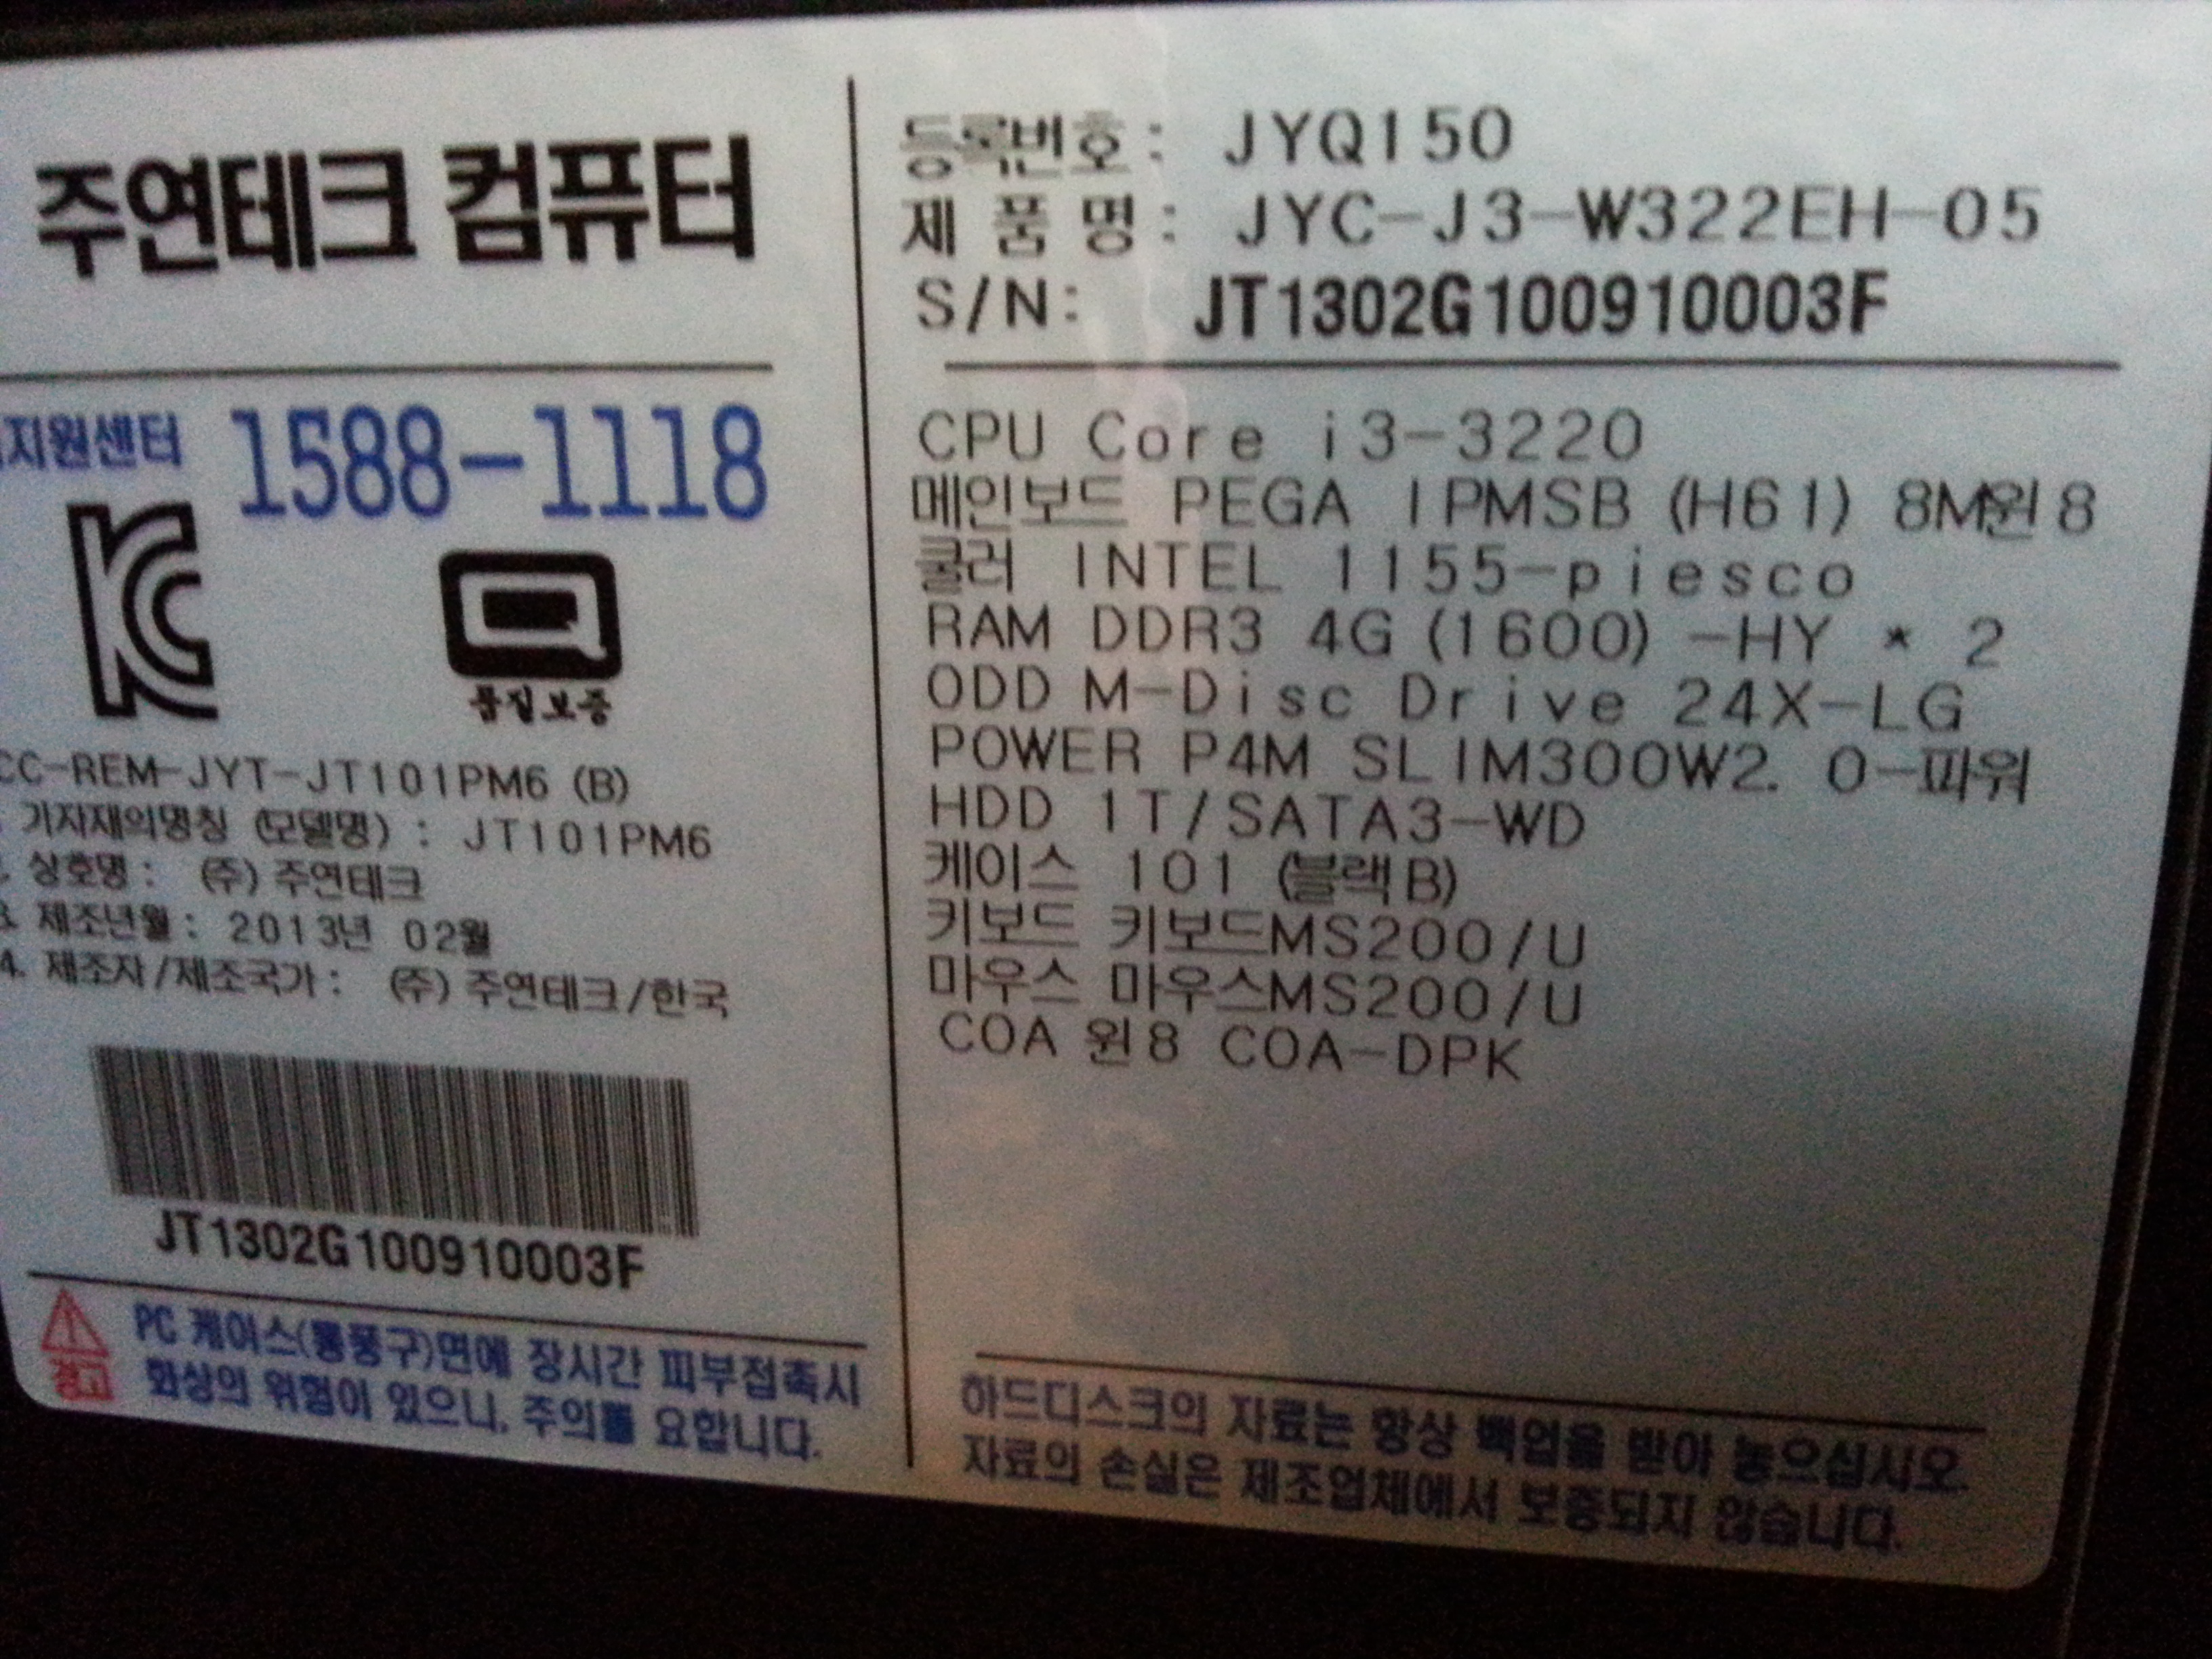 주연테크 컴퓨터
지원센터 1588-1118
품질보증
CC-REM-JYT-JT101PM6 (B)
기자재의명칭 (모델명) : JT101PM6
상호명 : (주) 주연테크
3. 제조년월 : 2013년 02월
4. 제조자/제조국가 : (주) 주연테크/한국
JT1302G100910003F
경고
PC 케이스(통풍구)면에 장시간 피부접촉시
화상의 위험이 있으니, 주의를 요합니다.
등록번호 : JYQ150
제 품 명 : JYC-J3-W322EH-05
S/N: JT1302G100910003F
CPU Core i3-3220
메인보드 PEGA IPMSB (H61) 8M윈8
쿨러 INTEL 1155-piesco
RAM DDR3 4G (1600) -HY * 2
ODD M-Disc Drive 24X-LG
POWER P4M SLIM300W2. 0-파워
HDD 1T/SATA3-WD
케이스 101 (블랙B)
키보드 키보드MS200/U
마우스 마우스MS200/U
COA 윈8 COA-DPK
하드디스크의 자료는 항상 백업을 받아 놓으십시오.
자료의 손실은 제조업체에서 보증되지 않습니다.